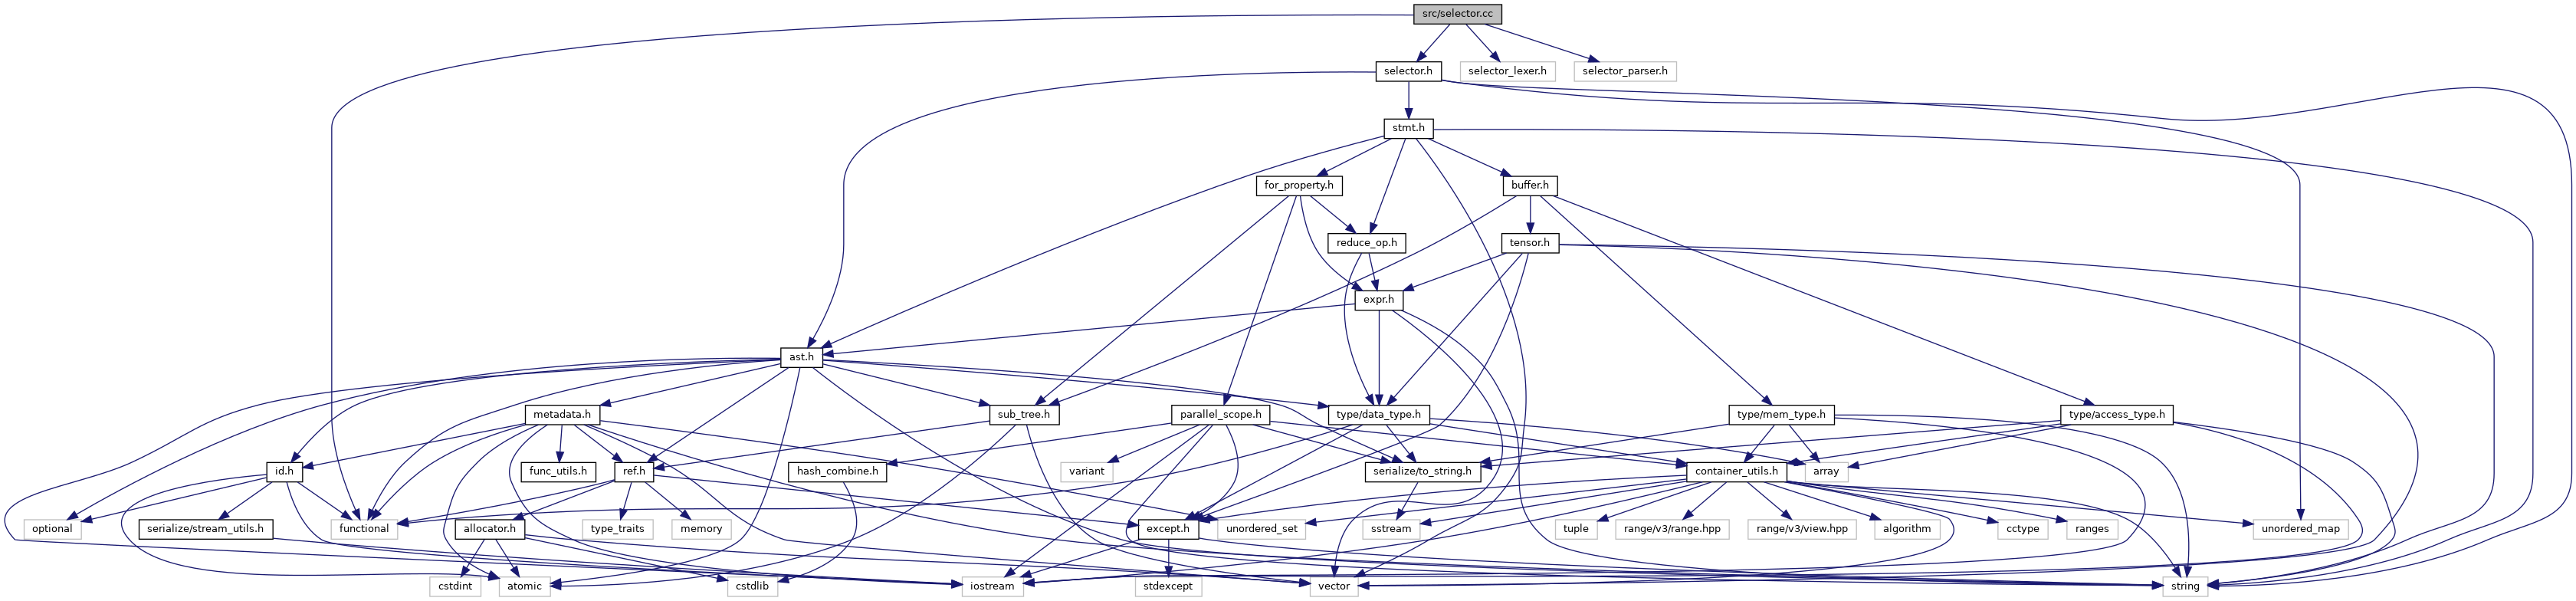 src/selector.cc
selector.h
selector_lexer.h
selector_parser.h
stmt.h
for_property.h
buffer.h
reduce_op.h
tensor.h
expr.h
ast.h
metadata.h
sub_tree.h
parallel_scope.h
type/data_type.h
type/mem_type.h
type/access_type.h
id.h
func_utils.h
ref.h
hash_combine.h
variant
serialize/to_string.h
container_utils.h
array
optional
serialize/stream_utils.h
functional
allocator.h
type_traits
memory
except.h
unordered_set
sstream
tuple
range/v3/range.hpp
range/v3/view.hpp
algorithm
cctype
ranges
unordered_map
cstdint
atomic
cstdlib
iostream
stdexcept
vector
string